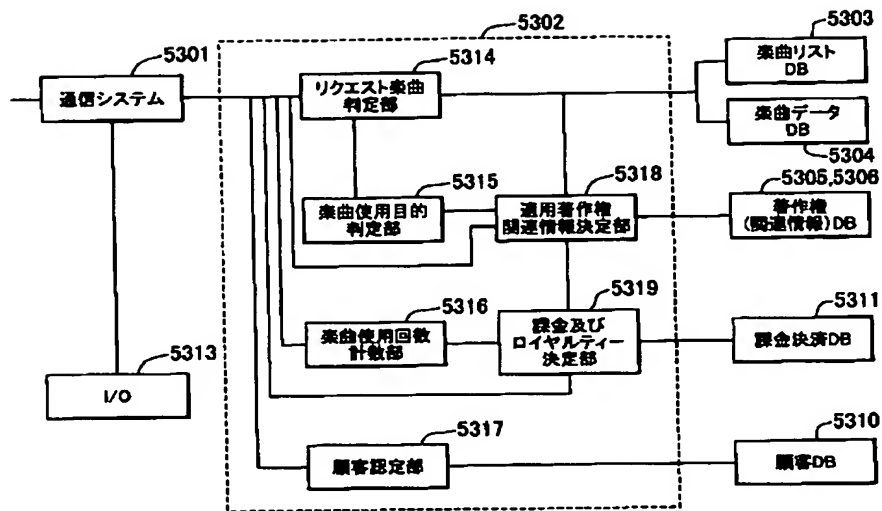 5302
5301
5314
5303
通信システム
リクエスト楽曲
判定部
楽曲リスト
DB
楽曲データ
DB
5304
5315
5318
5305,5306
楽曲使用目的
判定部
適用著作権
関連情報決定部
著作権
(関連情報)DB
5316
5319
5311
楽曲使用回数
計数部
課金及び
ロイヤルティー
決定部
課金決済DB
5313
I/O
5317
5310
顧客認定部
顧客DB